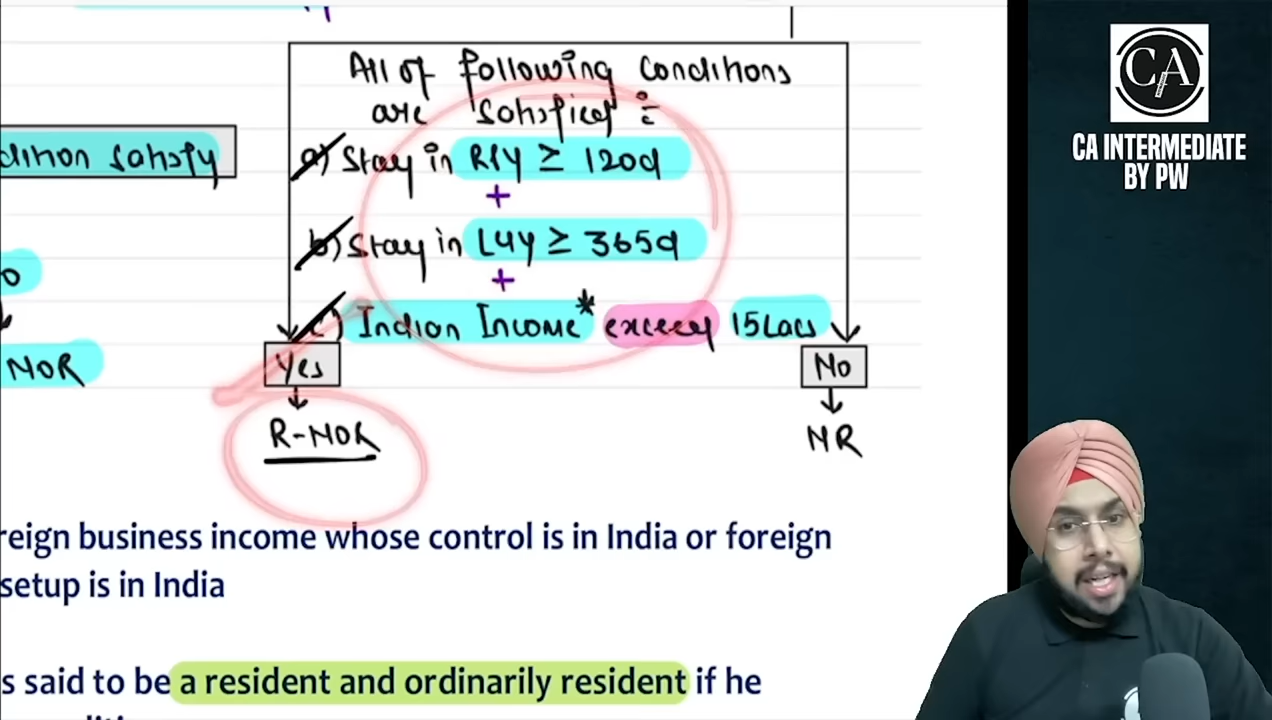 All of following conditions
are satisfied :-
dition satisfy
a) Stay in RPY ≥ 120d
+
b) Stay in L4Y ≥ 365d
+
c) Indian Income* exceed 15Lacs
NOR
Yes
No
R-NOR
NR
reign business income whose control is in India or foreign
setup is in India
s said to be a resident and ordinarily resident if he
CA
CA INTERMEDIATE
BY PW